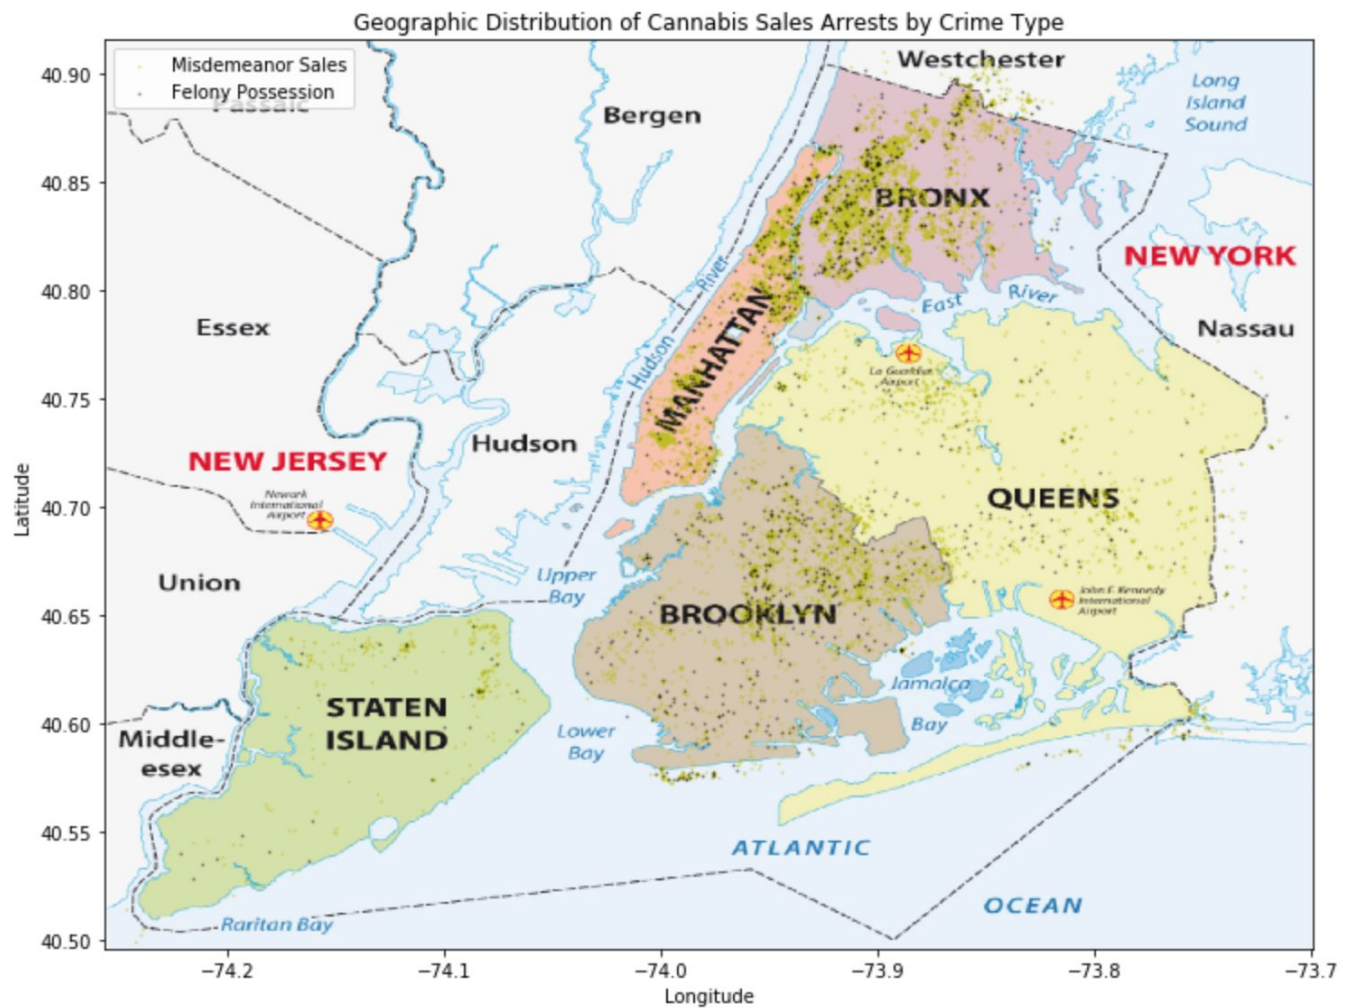 Geographic Distribution of Cannabis Sales Arrests by Crime Type
Misdemeanor Sales
Felony Possession
Passaic
Bergen
Westchester
Long
Island
Sound
BRONX
NEW YORK
Nassau
Essex
Hudson
River
East
River
MANHATTAN
La Guardia
Airport
NEW JERSEY
Hudson
Newark
International
Airport
QUEENS
Union
Upper
Bay
BROOKLYN
John F. Kennedy
International
Airport
STATEN
ISLAND
Middle-
esex
Lower
Bay
Jamaica
Bay
ATLANTIC
OCEAN
Raritan Bay
Latitude
40.90
40.85
40.80
40.75
40.70
40.65
40.60
40.55
40.50
−74.2
−74.1
−74.0
−73.9
−73.8
−73.7
Longitude